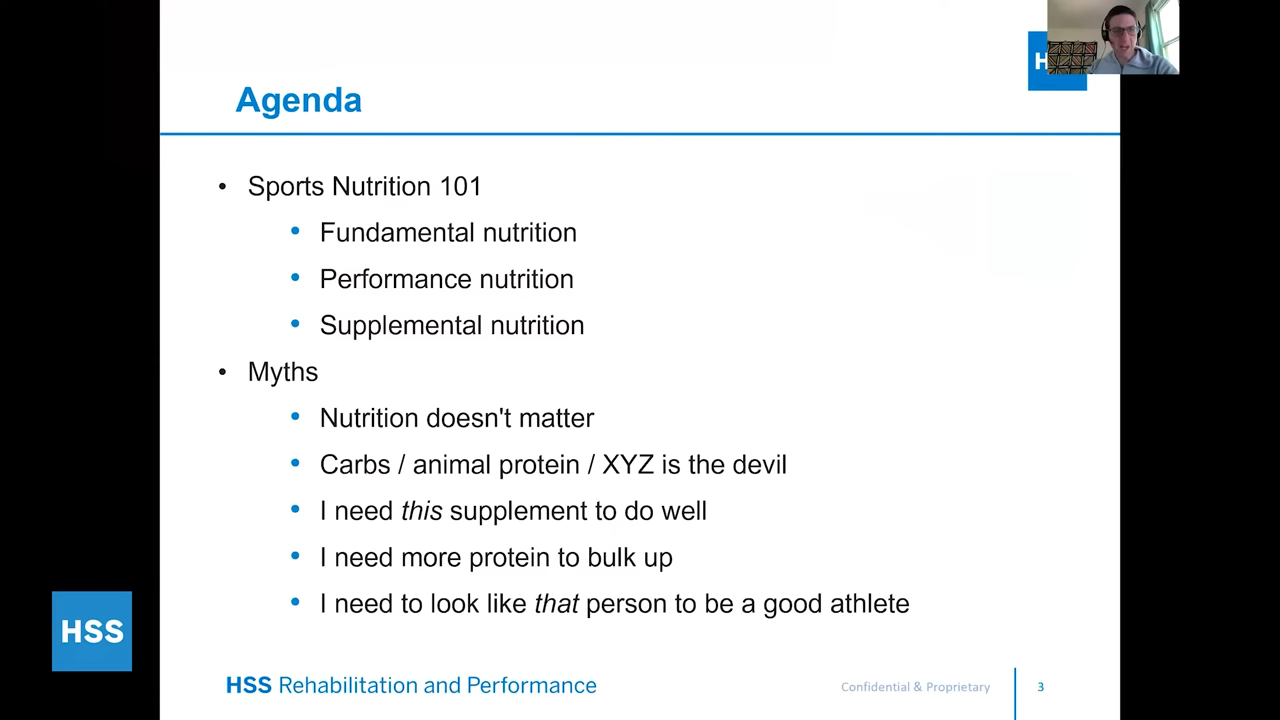 H
Agenda
• Sports Nutrition 101
• Fundamental nutrition
• Performance nutrition
• Supplemental nutrition
• Myths
• Nutrition doesn't matter
• Carbs / animal protein / XYZ is the devil
• I need this supplement to do well
• I need more protein to bulk up
• I need to look like that person to be a good athlete
HSS
HSS Rehabilitation and Performance
Confidential & Proprietary
3